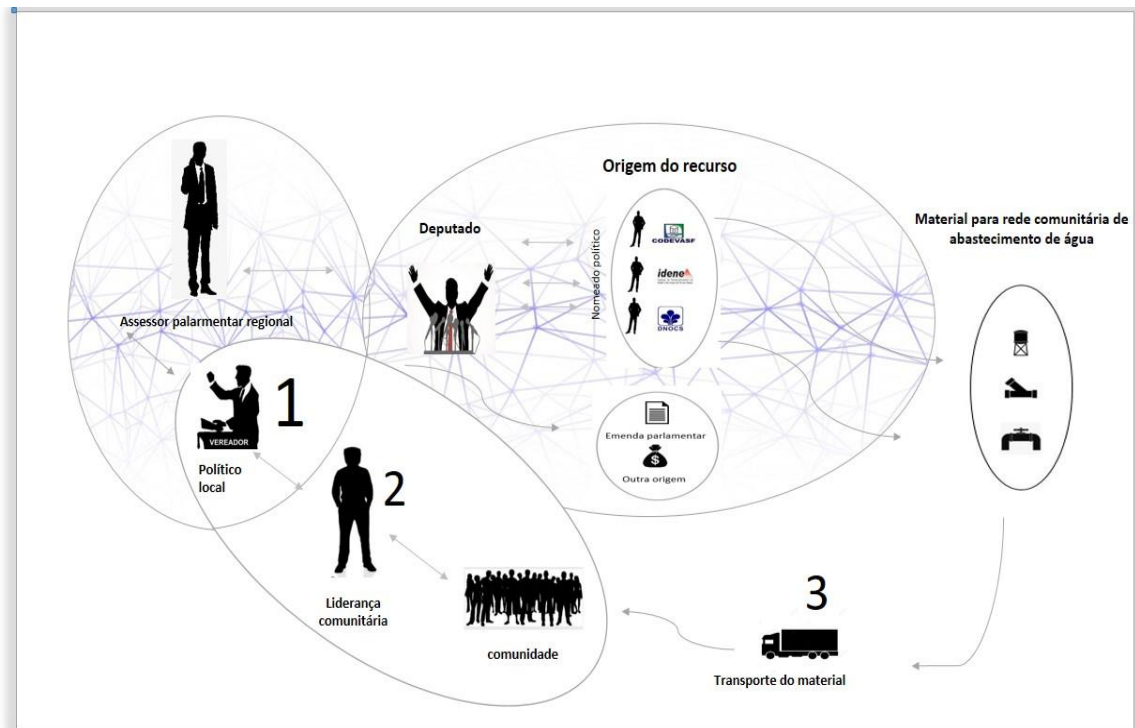 Origem do recurso
Deputado
Nomeado político
CODEVASF
idene
DNOCS
Material para rede comunitária de
abastecimento de água
Assessor palarmentar regional
1
VEREADOR
Político
local
2
Emenda parlamentar
$
Outra origem
Liderança
comunitária
comunidade
3
Transporte do material